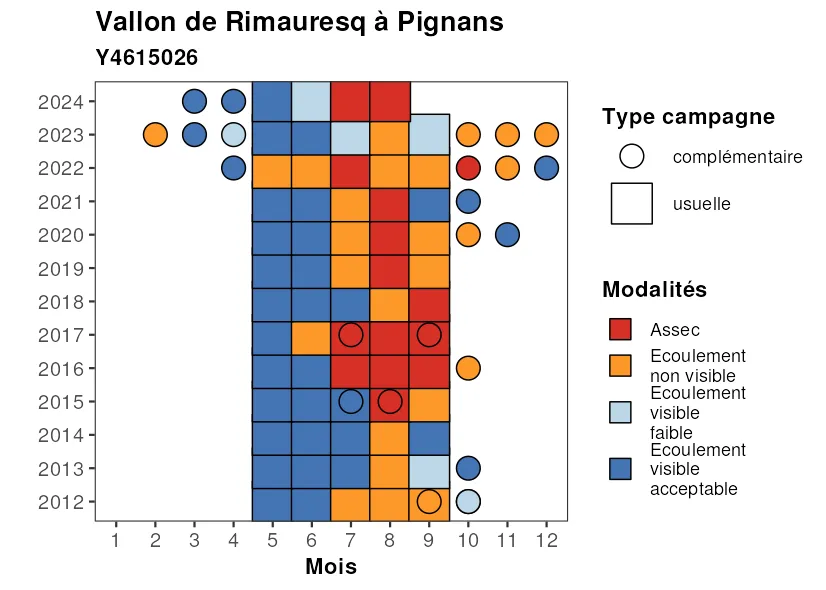 Vallon de Rimauresq à Pignans
Y4615026
2024
2023
2022
2021
2020
2019
2018
2017
2016
2015
2014
2013
2012
1 2 3 4 5 6 7 8 9 10 11 12
Mois
Type campagne
complémentaire
usuelle
Modalités
Assec
Ecoulement
non visible
Ecoulement
visible
faible
Ecoulement
visible
acceptable